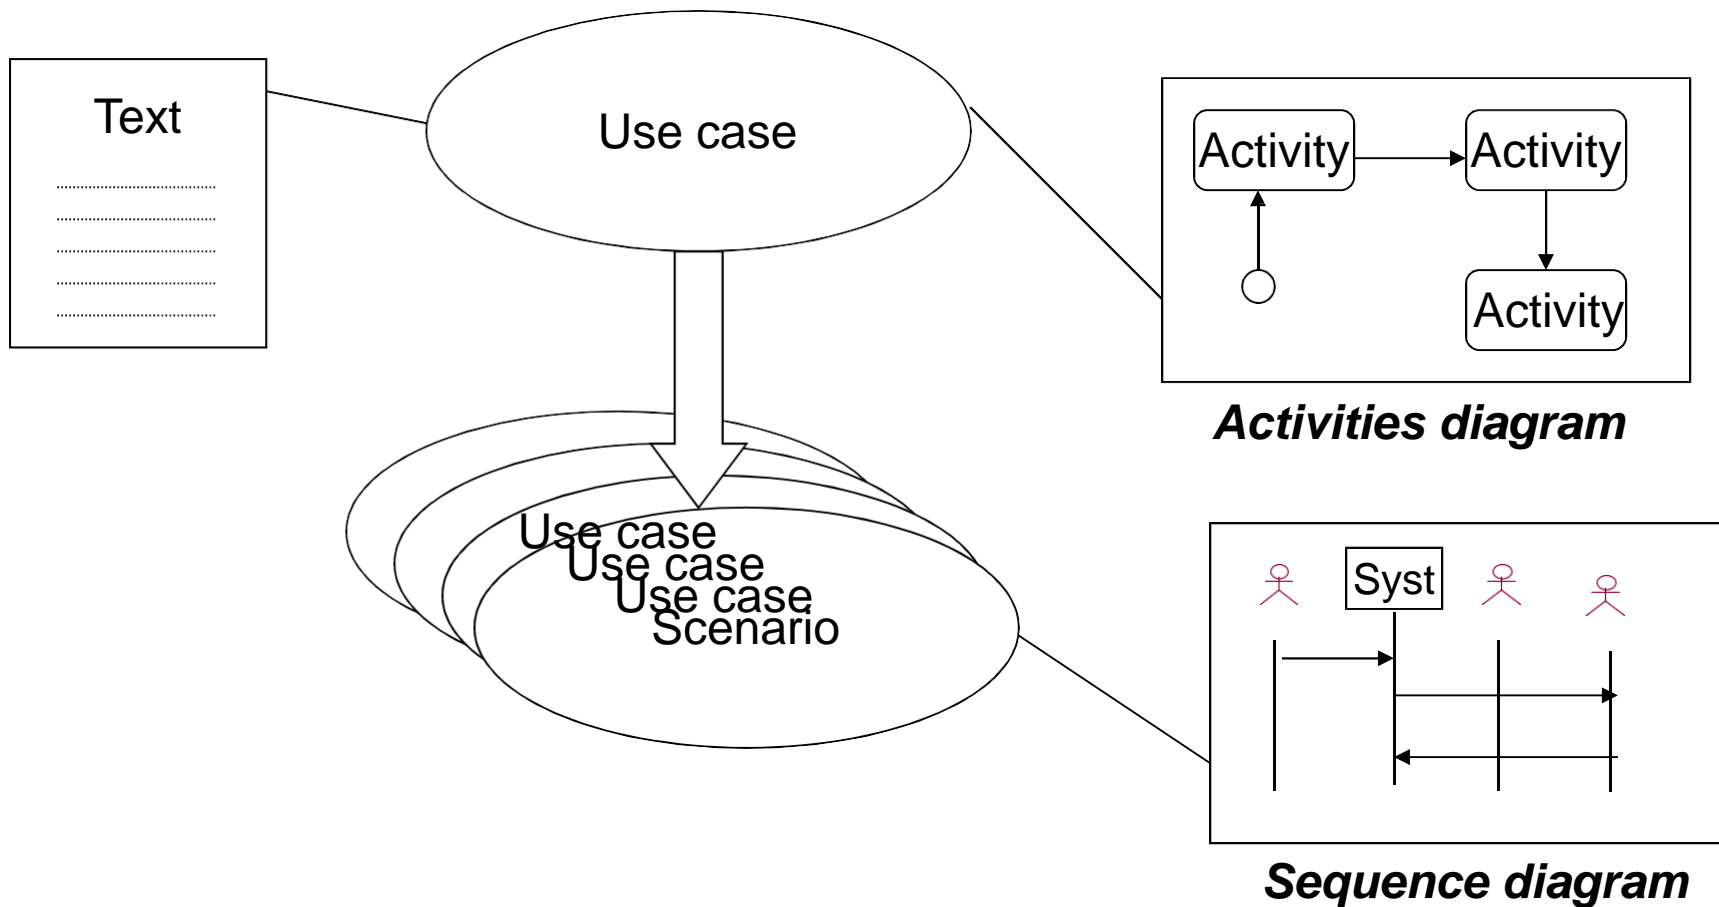 Text
Use case
Activity
Activity
Activity
Activities diagram
Use case
Use case
Use case
Scenario
Syst
Sequence diagram